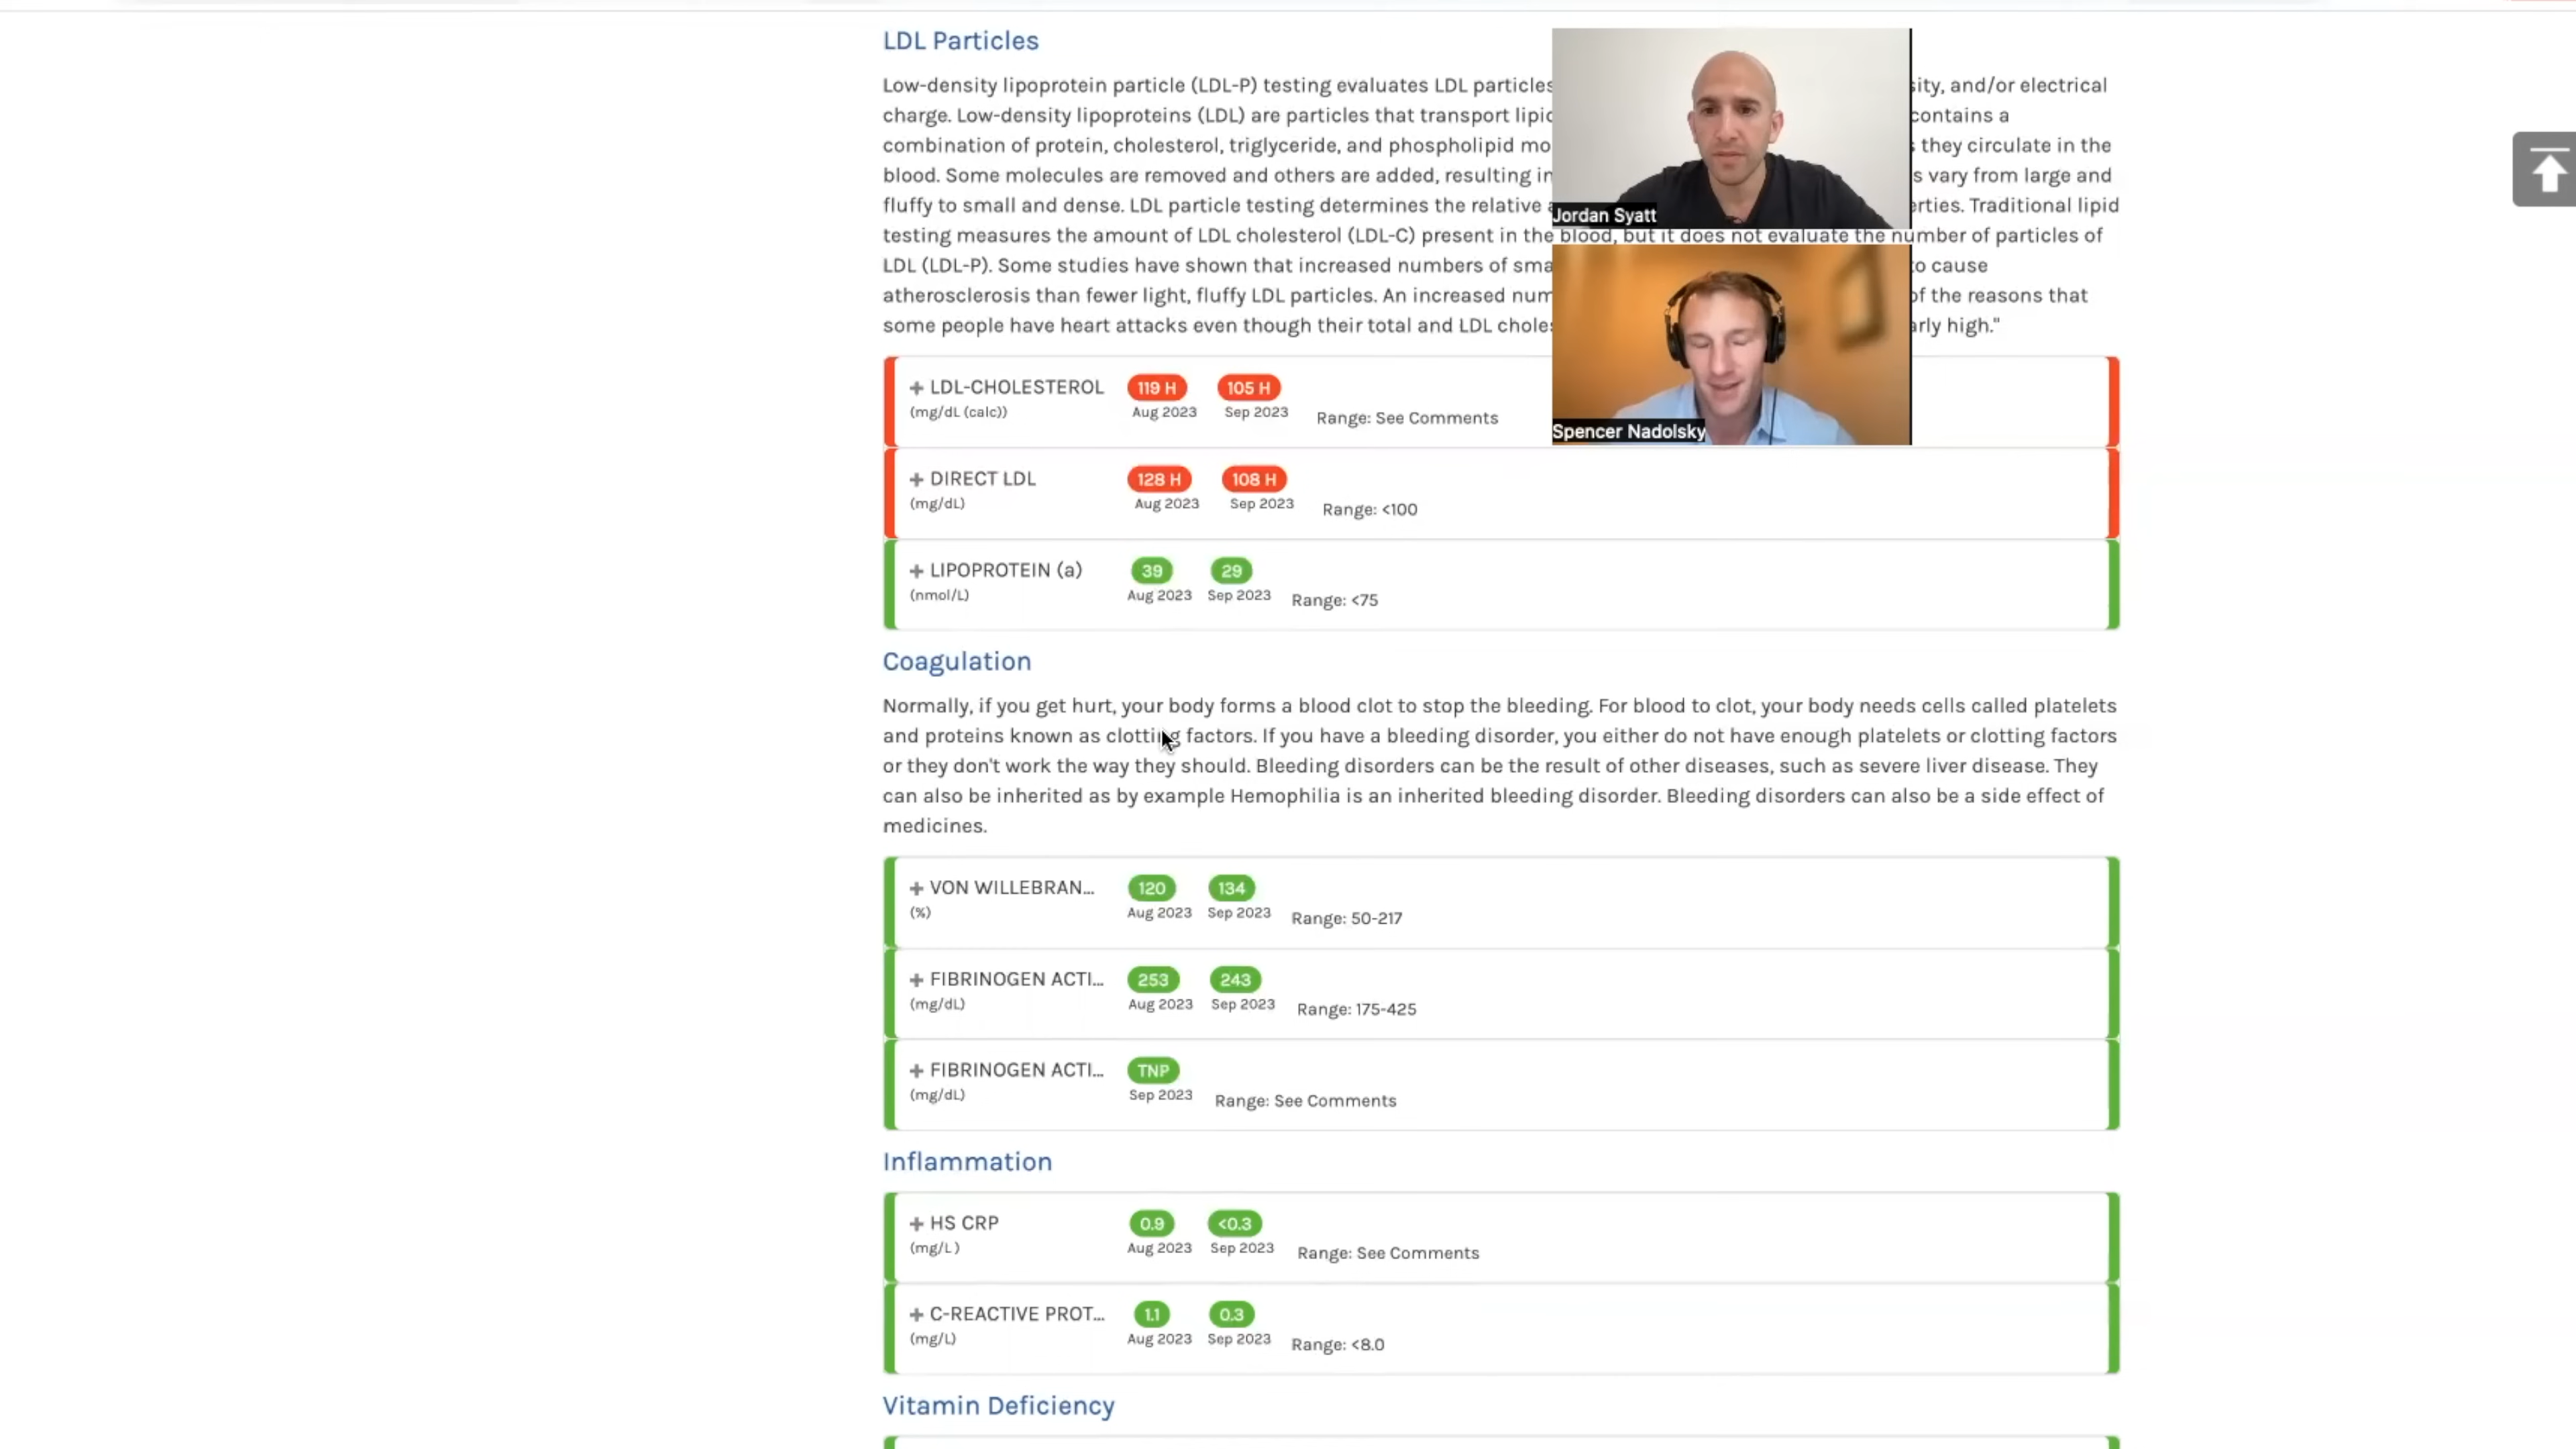 LDL Particles
Low-density lipoprotein particle (LDL-P) testing evaluates LDL particles sity, and/or electrical
charge. Low-density lipoproteins (LDL) are particles that transport contains a
combination of protein, cholesterol, triglyceride, and phospholipid they circulate in the
blood. Some molecules are removed and others are added, resulting vary from large and
fluffy to small and dense. LDL particle testing determines the relative erties. Traditional lipid
testing measures the amount of LDL cholesterol (LDL-C) present in the blood, but it does not evaluate the number of particles of
LDL (LDL-P). Some studies have shown that increased numbers of to cause
atherosclerosis than fewer light, fluffy LDL particles. An increased of the reasons that
some people have heart attacks even though their total and LDL arly high."
Jordan Syatt
Spencer Nadolsky
+ LDL-CHOLESTEROL 119 H 105 H
(mg/dL (calc)) Aug 2023 Sep 2023 Range: See Comments
+ DIRECT LDL 128 H 108 H
(mg/dL) Aug 2023 Sep 2023 Range: <100
+ LIPOPROTEIN (a) 39 29
(nmol/L) Aug 2023 Sep 2023 Range: <75
Coagulation
Normally, if you get hurt, your body forms a blood clot to stop the bleeding. For blood to clot, your body needs cells called platelets
and proteins known as clotting factors. If you have a bleeding disorder, you either do not have enough platelets or clotting factors
or they don't work the way they should. Bleeding disorders can be the result of other diseases, such as severe liver disease. They
can also be inherited as by example Hemophilia is an inherited bleeding disorder. Bleeding disorders can also be a side effect of
medicines.
+ VON WILLEBRAN... 120 134
(%) Aug 2023 Sep 2023 Range: 50-217
+ FIBRINOGEN ACTI... 253 243
(mg/dL) Aug 2023 Sep 2023 Range: 175-425
+ FIBRINOGEN ACTI... TNP
(mg/dL) Sep 2023 Range: See Comments
Inflammation
+ HS CRP 0.9 <0.3
(mg/L ) Aug 2023 Sep 2023 Range: See Comments
+ C-REACTIVE PROT... 1.1 0.3
(mg/L) Aug 2023 Sep 2023 Range: <8.0
Vitamin Deficiency